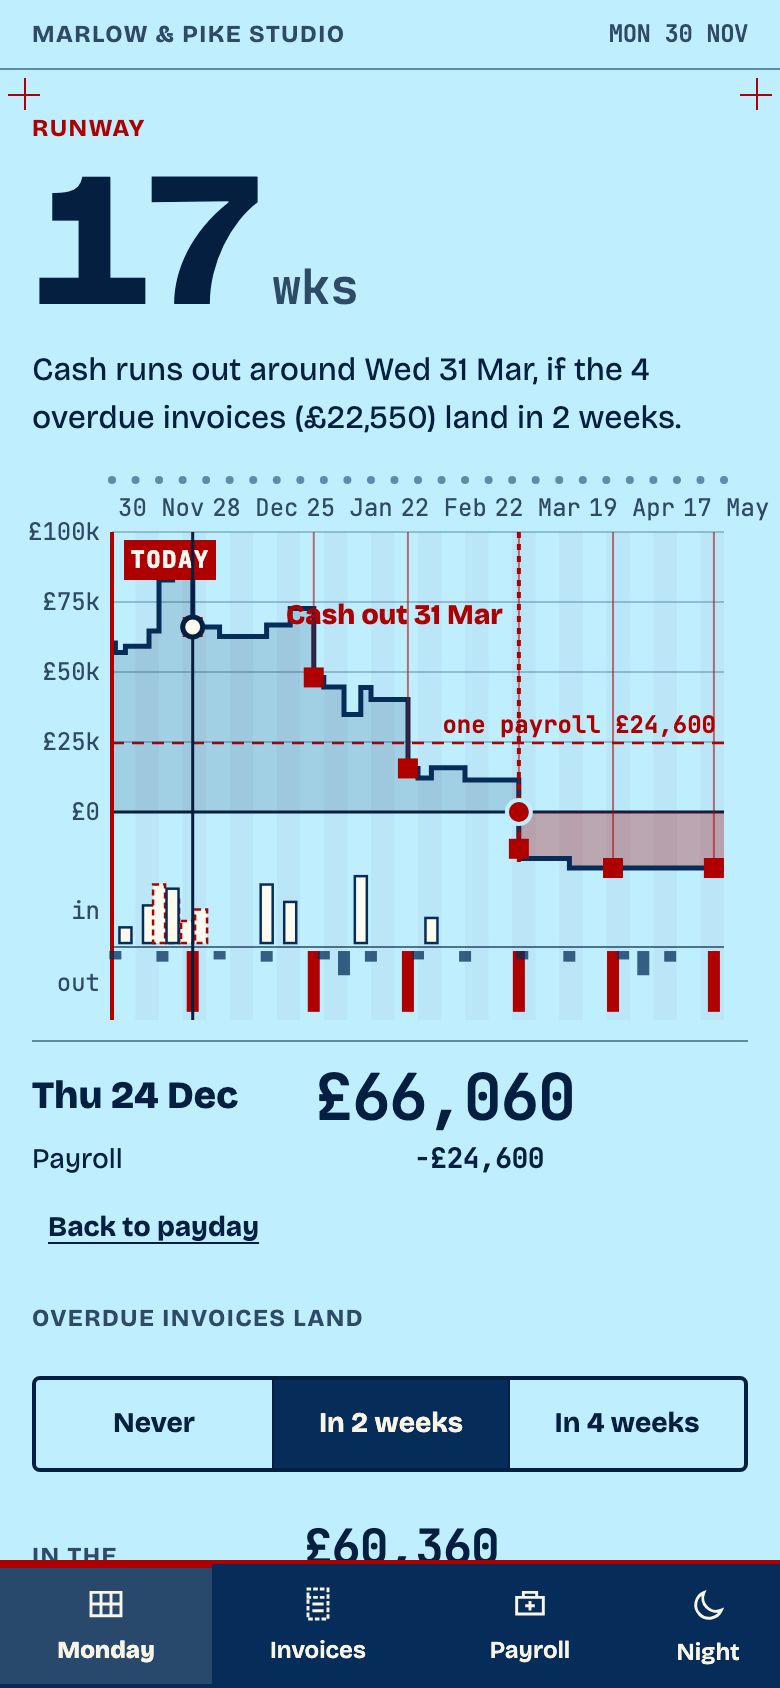 MARLOW & PIKE STUDIO MON 30 NOV
RUNWAY
17 wks
Cash runs out around Wed 31 Mar, if the 4
overdue invoices (£22,550) land in 2 weeks.
30 Nov 28 Dec 25 Jan 22 Feb 22 Mar 19 Apr 17 May
£100k
TODAY
£75k
Cash out 31 Mar
£50k
one payroll £24,600
£25k
£0
in
out
Thu 24 Dec £66,060
Payroll -£24,600
Back to payday
OVERDUE INVOICES LAND
Never In 2 weeks In 4 weeks
IN THE £60,360
Monday Invoices Payroll Night